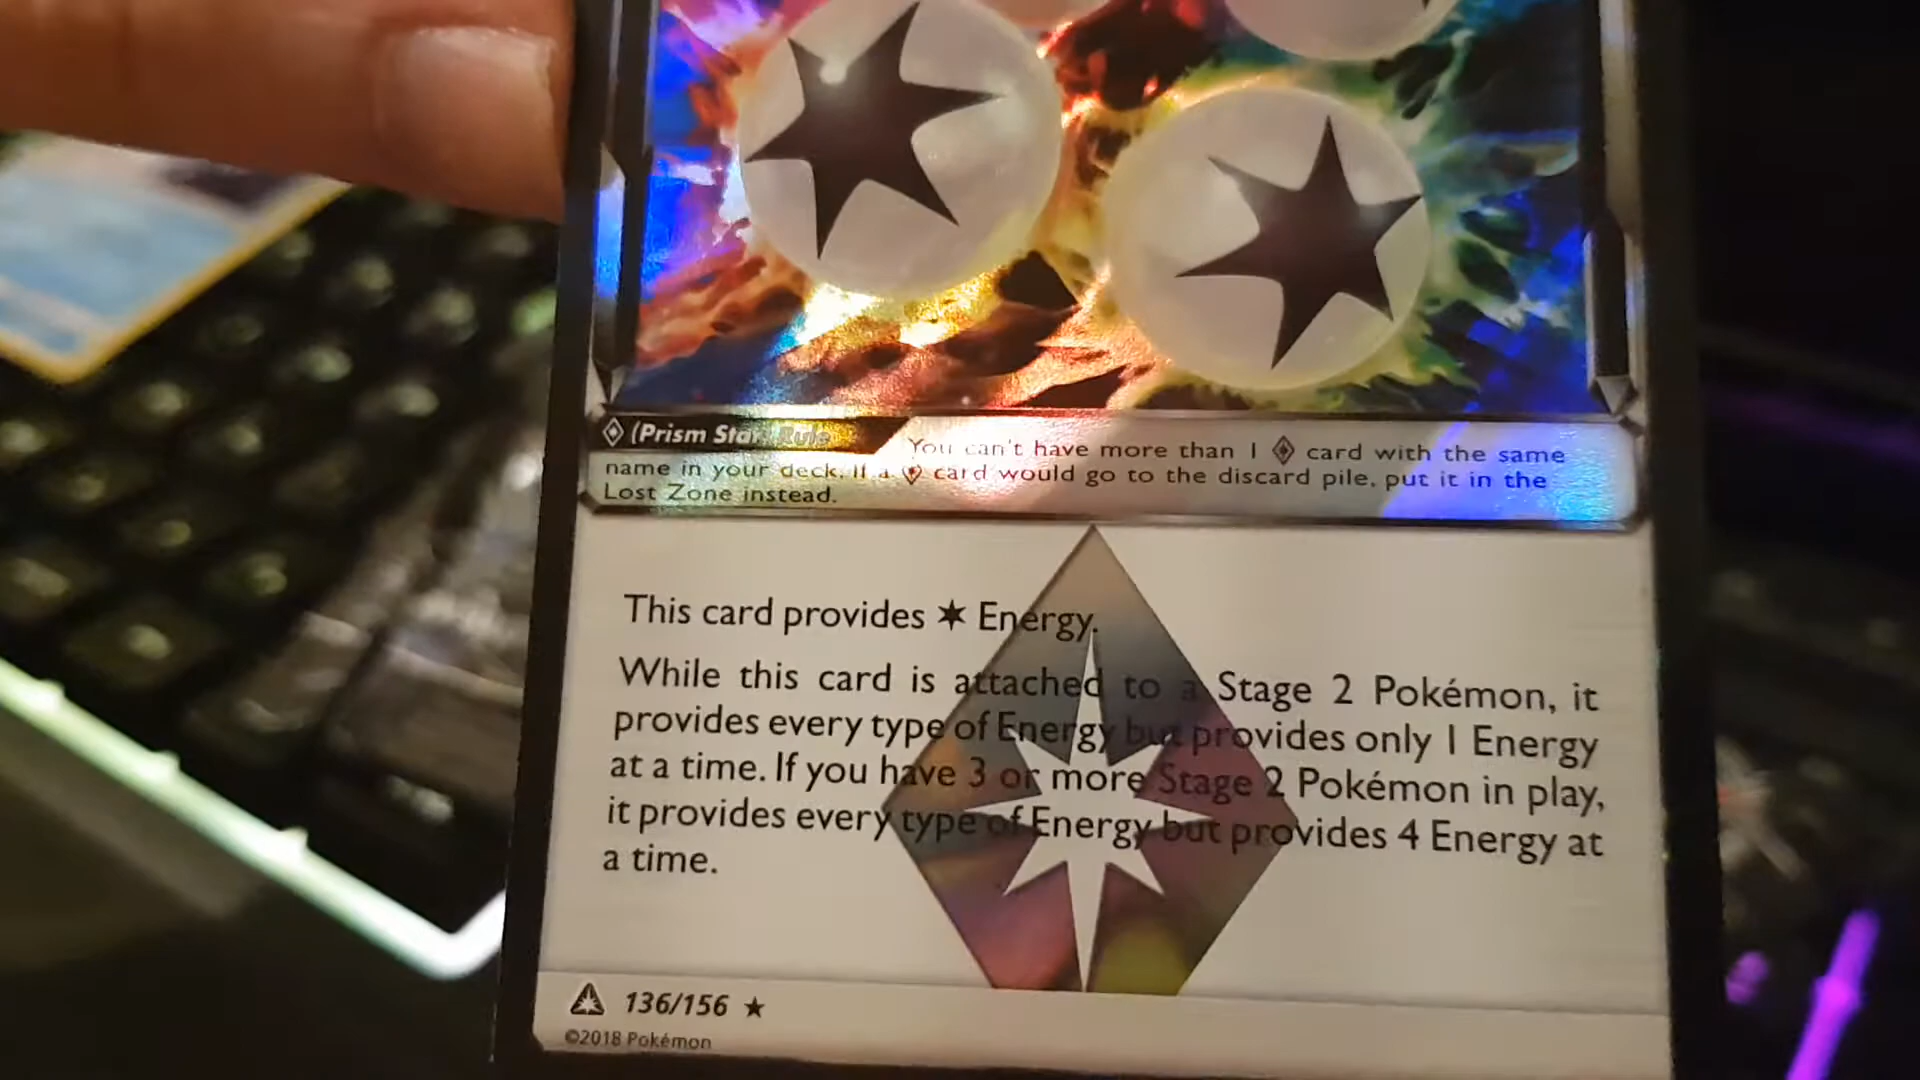 (Prism Star) Rule
You can't have more than 1 ◈ card with the same
name in your deck. If a ◈ card would go to the discard pile, put it in the
Lost Zone instead.
This card provides ✶ Energy.
While this card is attached to a Stage 2 Pokémon, it
provides every type of Energy but provides only 1 Energy
at a time. If you have 3 or more Stage 2 Pokémon in play,
it provides every type of Energy but provides 4 Energy at
a time.
136/156 ★
©2018 Pokémon